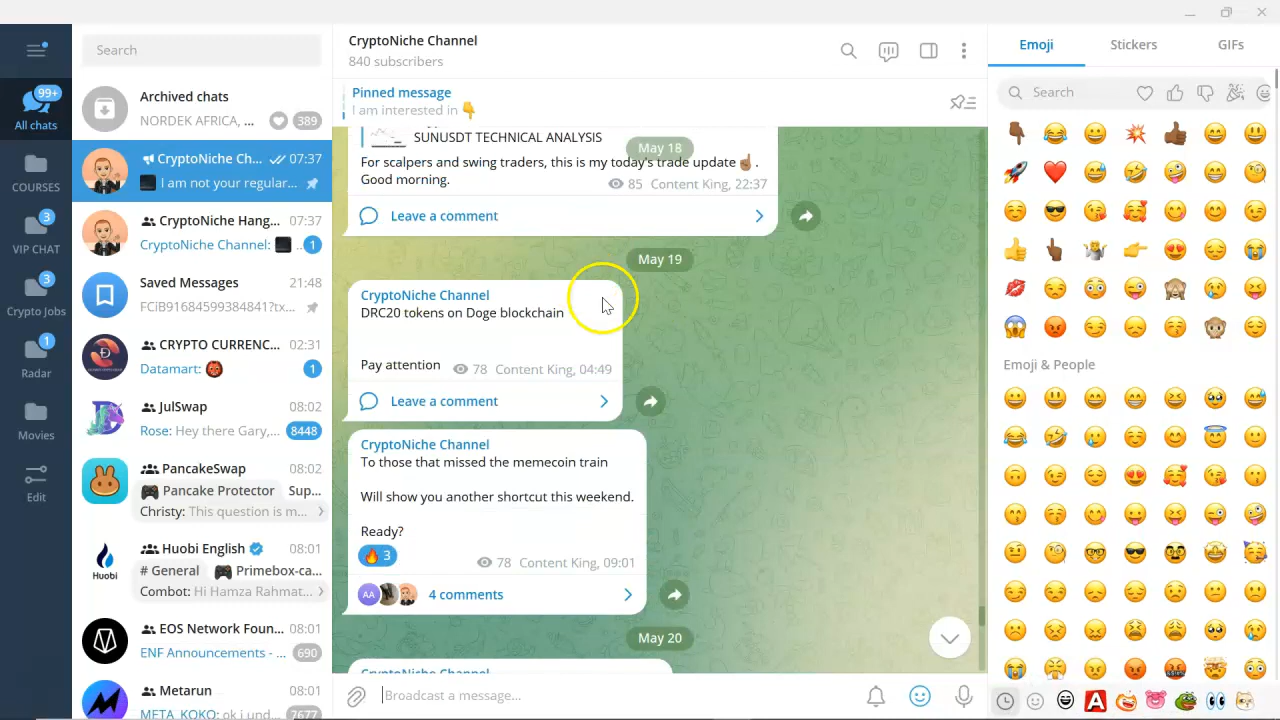 Search
CryptoNiche Channel
840 subscribers
Emoji
Stickers
GIFs
99+
All chats
Archived chats
NORDEK AFRICA, ...
389
Pinned message
I am interested in 👇
Search
COURSES
CryptoNiche Ch...
07:37
I am not your regular...
SUNUSDT TECHNICAL ANALYSIS
May 18
For scalpers and swing traders, this is my today's trade update ☝🏽.
Good morning.
85 Content King, 22:37
Leave a comment
3
VIP CHAT
CryptoNiche Hang...
07:37
CryptoNiche Channel: ...
1
May 19
3
Crypto Jobs
Saved Messages
21:48
FCiB91684599384841?tx...
CryptoNiche Channel
DRC20 tokens on Doge blockchain
Pay attention
78 Content King, 04:49
Leave a comment
1
Radar
CRYPTO CURRENC...
02:31
Datamart:
1
Emoji & People
Movies
JulSwap
08:02
Rose: Hey there Gary,...
8448
CryptoNiche Channel
To those that missed the memecoin train
Will show you another shortcut this weekend.
Ready?
🔥 3
78 Content King, 09:01
AA
4 comments
Edit
PancakeSwap
08:02
Pancake Protector Sup...
Christy: This question is m...
Huobi
Huobi English
08:01
# General Primebox-ca...
Combot: Hi Hamza Rahmat...
EOS Network Foun...
08:01
ENF Announcements - ...
690
May 20
CryptoNiche Channel
Metarun
08:01
META_KOKO: ok i und...
7677
Broadcast a message...